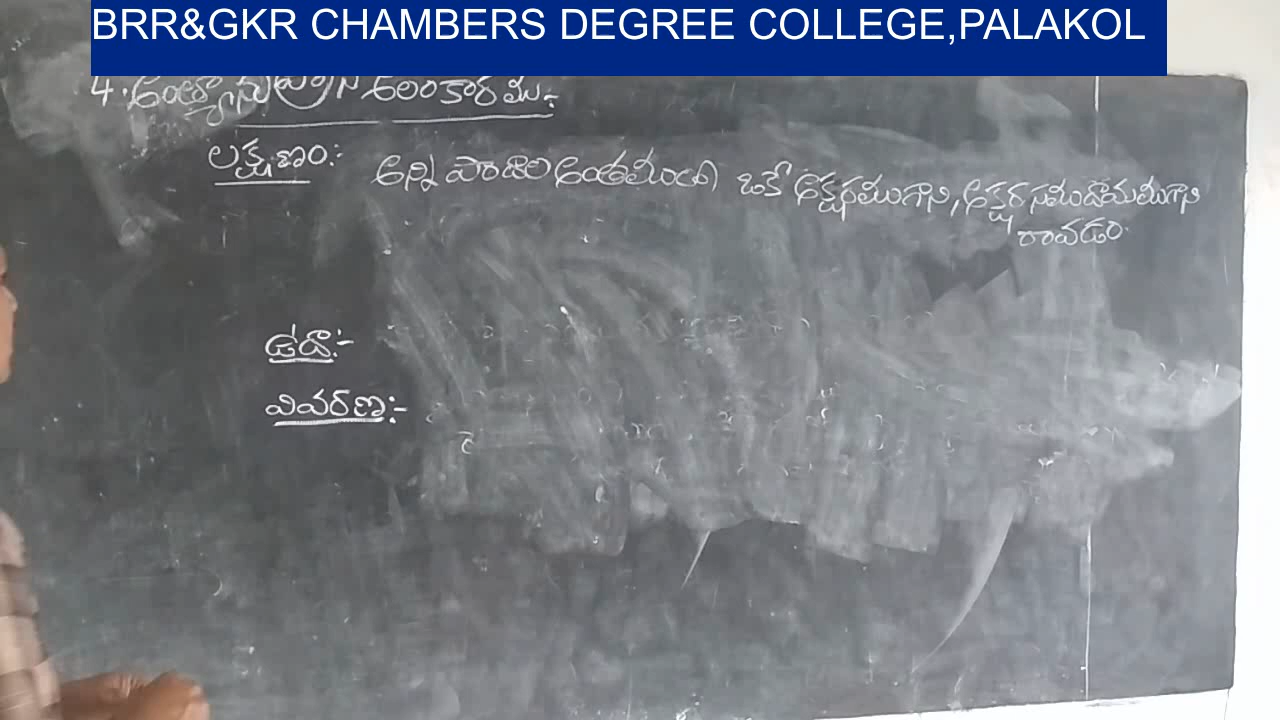 BRR&GKR CHAMBERS DEGREE COLLEGE,PALAKOL
4. అంత్యానుప్రాస అలంకారము:-
లక్షణం:- అన్ని పాదాల అంతమందు ఒకే అక్షరముగాని, అక్షర సముదాయముగాని
రావడం.
ఉదా:-
వివరణ:-